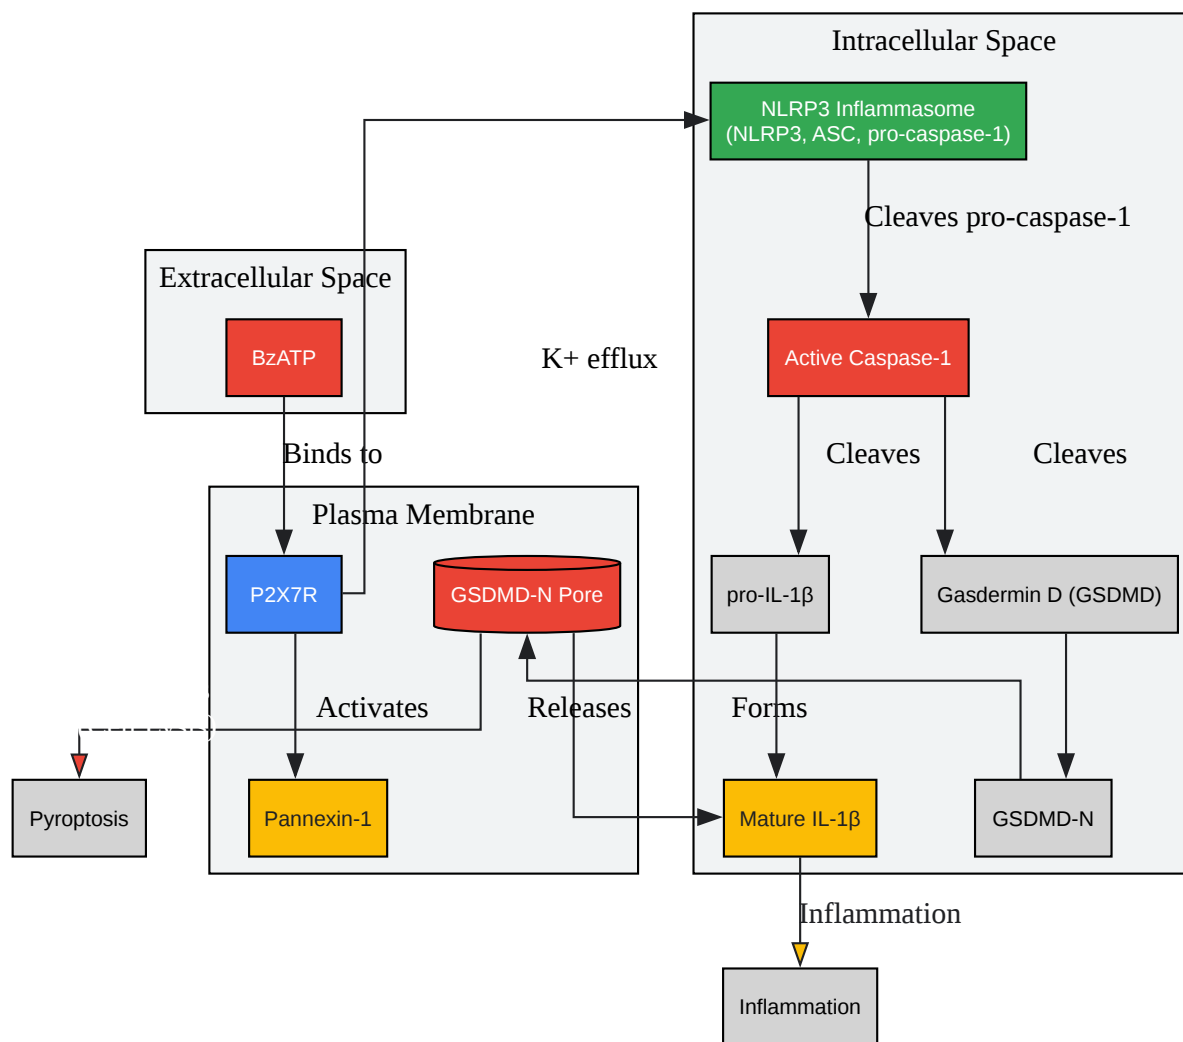 Intracellular Space
NLRP3 Inflammasome
(NLRP3, ASC, pro-caspase-1)
Cleaves pro-caspase-1
Extracellular Space
BzATP
K+ efflux
Active Caspase-1
Binds to
Cleaves
Cleaves
Plasma Membrane
P2X7R
GSDMD-N Pore
pro-IL-1β
Gasdermin D (GSDMD)
Activates
Releases
Forms
Pyroptosis
Pannexin-1
Mature IL-1β
GSDMD-N
Inflammation
Inflammation